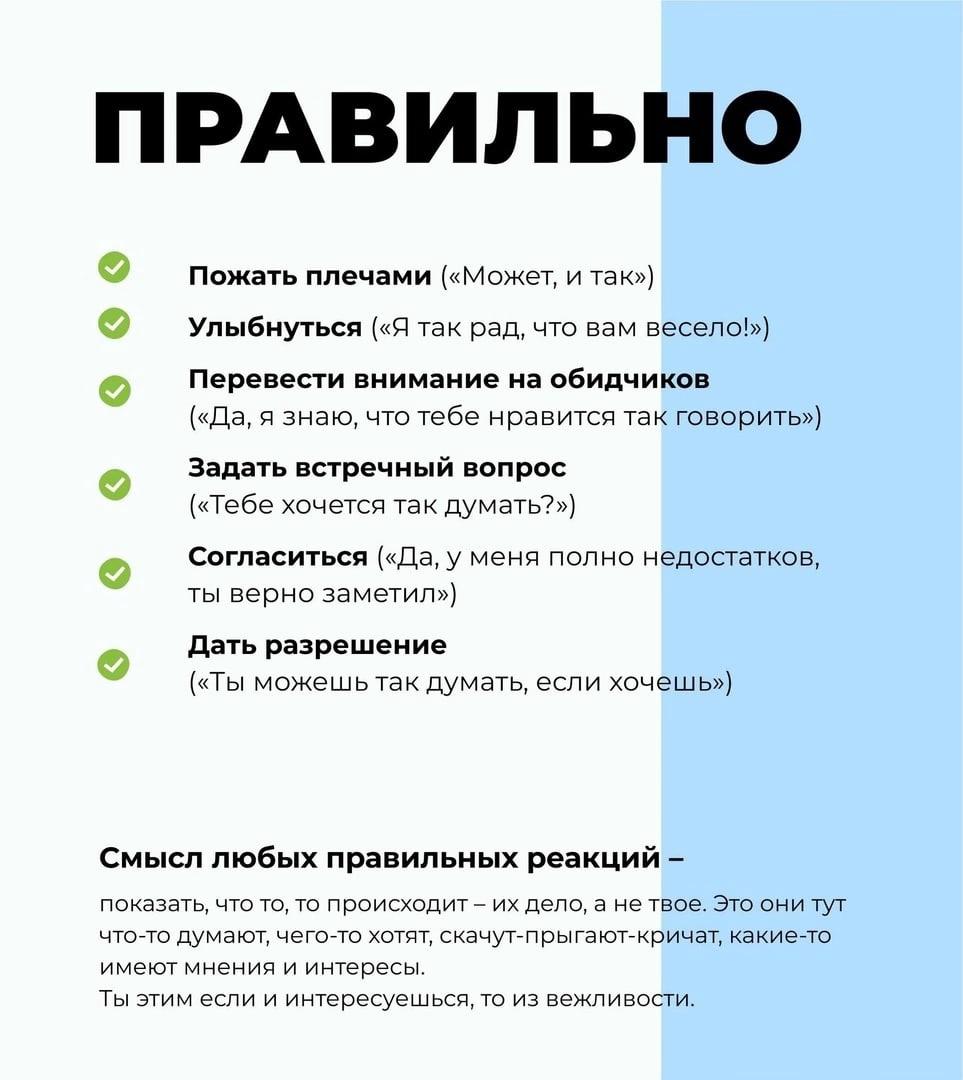 ПРАВИЛЬНО
Пожать плечами («Может, и так»)
Улыбнуться («Я так рад, что вам весело!»)
Перевести внимание на обидчиков
(«Да, я знаю, что тебе нравится так говорить»)
Задать встречный вопрос
(«Тебе хочется так думать?»)
Согласиться («Да, у меня полно недостатков,
ты верно заметил»)
Дать разрешение
(«Ты можешь так думать, если хочешь»)
Смысл любых правильных реакций –
показать, что то, то происходит – их дело, а не твое. Это они тут
что-то думают, чего-то хотят, скачут-прыгают-кричат, какие-то
имеют мнения и интересы.
Ты этим если и интересуешься, то из вежливости.